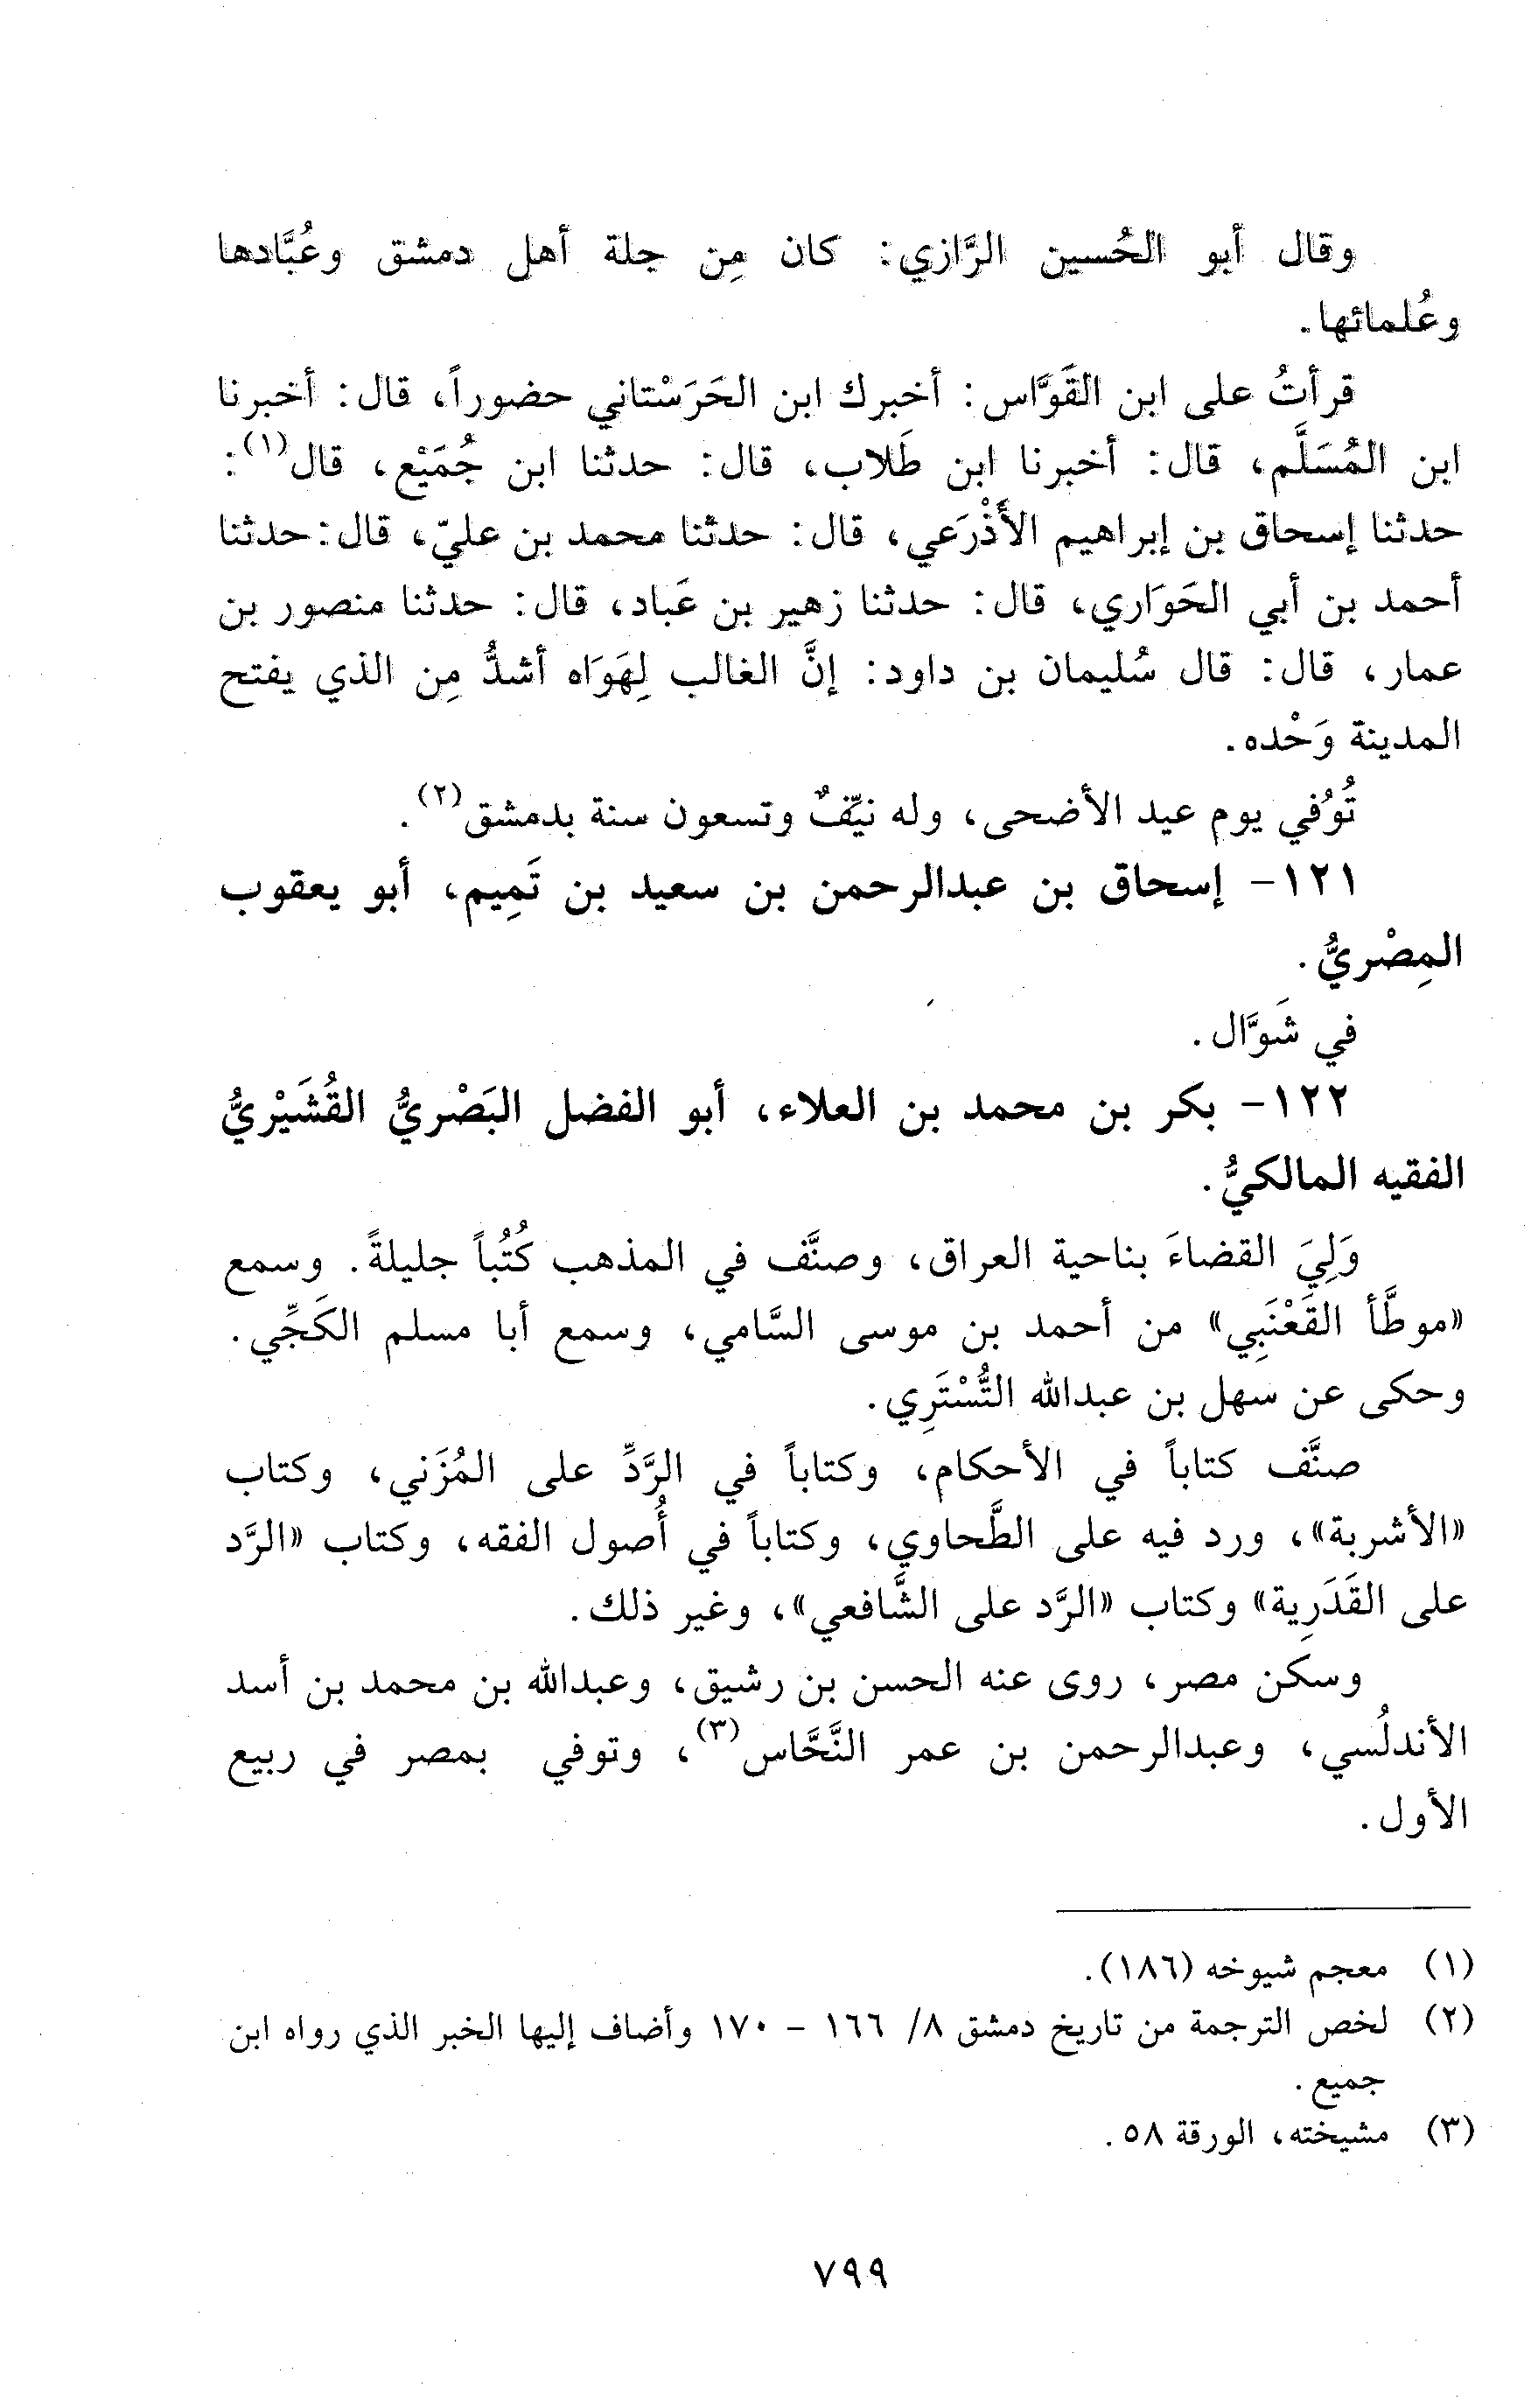 وقال أبو الحُسين الرَّازي: كان مِن جلة أهل دمشق وعُبَّادها
وعُلمائها.
قرأتُ على ابن القَوَّاس: أخبرك ابن الحَرَسْتاني حضوراً، قال: أخبرنا
ابن المُسَلَّم، قال: أخبرنا ابن طَلاب، قال: حدثنا ابن جُمَيْع، قال(١):
حدثنا إسحاق بن إبراهيم الأَذْرَعي، قال: حدثنا محمد بن عليّ، قال: حدثنا
أحمد بن أبي الحَوَاري، قال: حدثنا زهير بن عَباد، قال: حدثنا منصور بن
عمار، قال: قال سُليمان بن داود: إنَّ الغالب لِهَوَاه أشدُّ مِن الذي يفتح
المدينة وَحْده.
تُوُفي يوم عيد الأضحى، وله نيّفٌ وتسعون سنة بدمشق(٢).
١٢١- إسحاق بن عبدالرحمن بن سعيد بن تَمِيم، أبو يعقوب
المِصْريُّ.
في شَوَّال.
١٢٢- بكر بن محمد بن العلاء، أبو الفضل البَصْريُّ القُشَيْريُّ
الفقيه المالكيُّ.
وَلِيَ القضاءَ بناحية العراق، وصنَّف في المذهب كُتُباً جليلةً. وسمع
«موطَّأ القَعْنَبِي» من أحمد بن موسى السَّامي، وسمع أبا مسلم الكَجِّي.
وحكى عن سهل بن عبدالله التُّسْتَرِي.
صنَّف كتاباً في الأحكام، وكتاباً في الرَّدِّ على المُزَني، وكتاب
«الأشربة»، ورد فيه على الطَّحاوي، وكتاباً في أُصول الفقه، وكتاب «الرَّد
على القَدَرِية» وكتاب «الرَّد على الشَّافعي»، وغير ذلك.
وسكن مصر، روى عنه الحسن بن رشيق، وعبدالله بن محمد بن أسد
الأندلُسي، وعبدالرحمن بن عمر النَّحَّاس(٣)، وتوفي بمصر في ربيع
الأول.
(١) معجم شيوخه (١٨٦).
(٢) لخص الترجمة من تاريخ دمشق ٨/ ١٦٦ - ١٧٠ وأضاف إليها الخبر الذي رواه ابن
جميع.
(٣) مشيخته، الورقة ٥٨.
٧٩٩